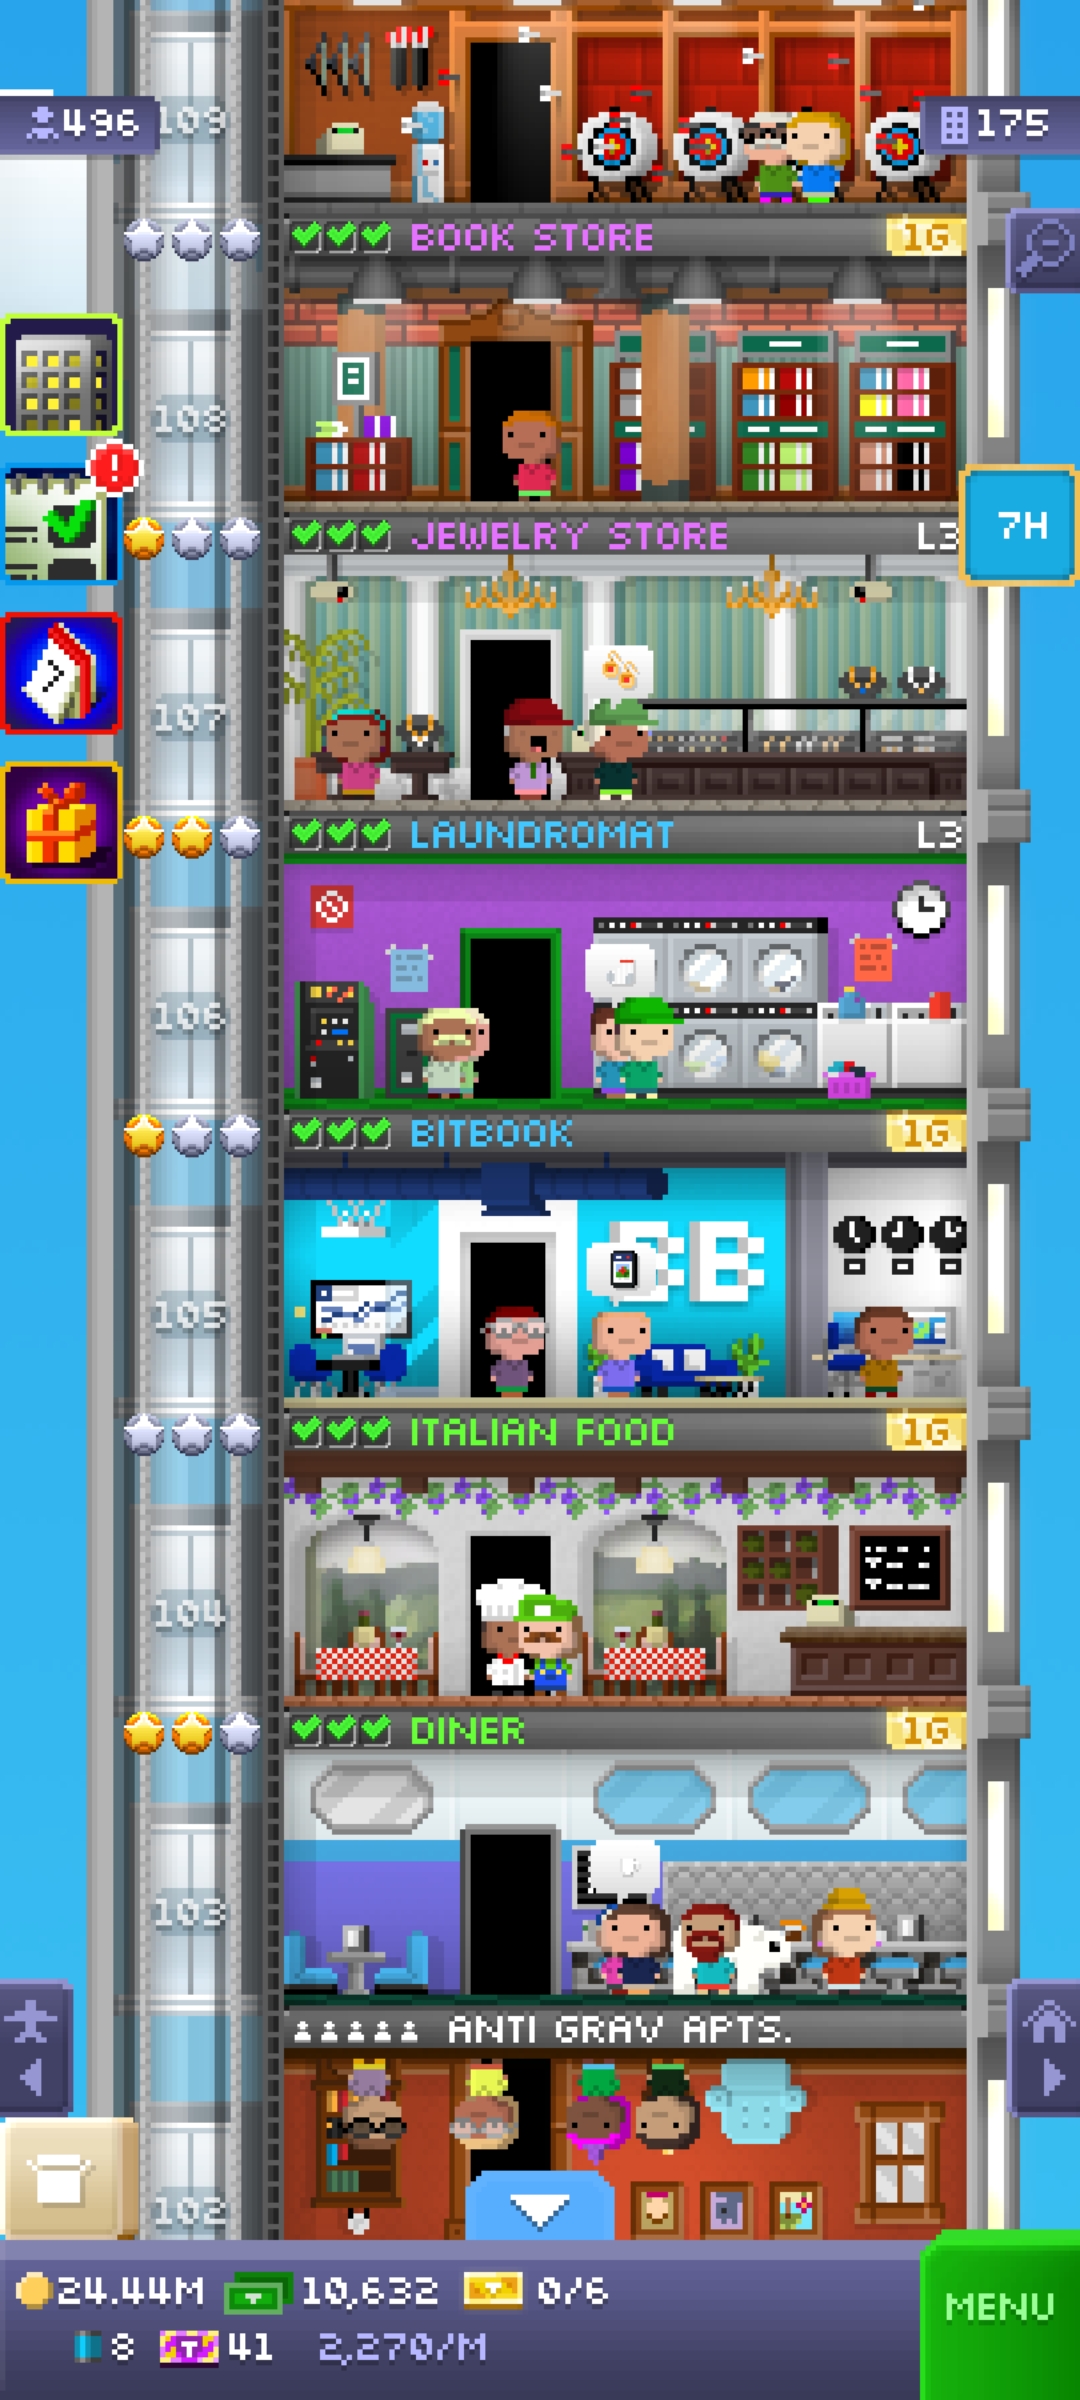 496
109
175
BOOK STORE
1G
108
JEWELRY STORE
L3
7H
107
LAUNDROMAT
L3
106
BITBOOK
1G
BB
105
ITALIAN FOOD
1G
104
DINER
1G
103
ANTI GRAV APTS.
102
24.44M
10,632
0/6
MENU
8
T
41
2,270/M